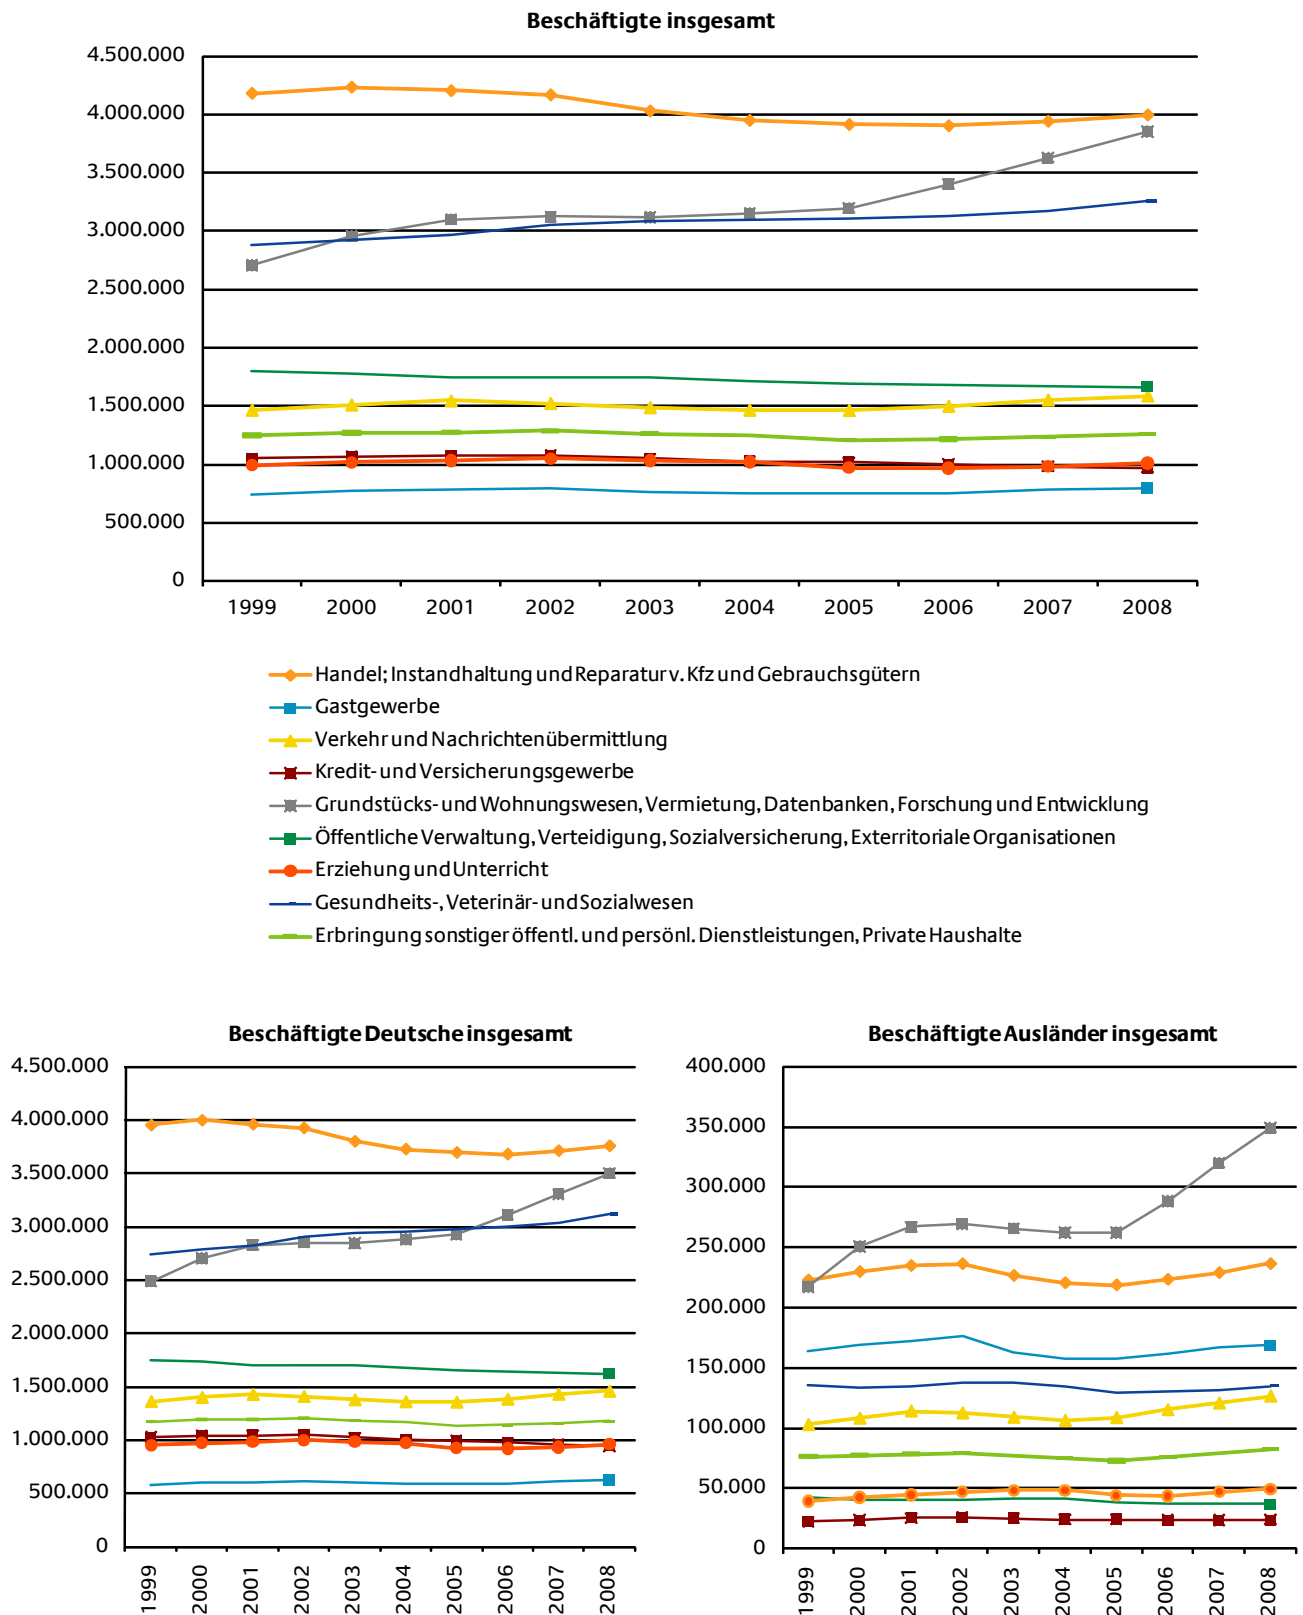 Beschäftigte insgesamt
4.500.000
4.000.000
3.500.000
3.000.000
2.500.000
2.000.000
1.500.000
1.000.000
500.000
0
1999 2000 2001 2002 2003 2004 2005 2006 2007 2008
Handel; Instandhaltung und Reparatur v. Kfz und Gebrauchsgütern
Gastgewerbe
Verkehr und Nachrichtenübermittlung
Kredit- und Versicherungsgewerbe
Grundstücks- und Wohnungswesen, Vermietung, Datenbanken, Forschung und Entwicklung
Öffentliche Verwaltung, Verteidigung, Sozialversicherung, Exterritoriale Organisationen
Erziehung und Unterricht
Gesundheits-, Veterinär- und Sozialwesen
Erbringung sonstiger öffentl. und persönl. Dienstleistungen, Private Haushalte
Beschäftigte Deutsche insgesamt
4.500.000
4.000.000
3.500.000
3.000.000
2.500.000
2.000.000
1.500.000
1.000.000
500.000
0
1999 2000 2001 2002 2003 2004 2005 2006 2007 2008
Beschäftigte Ausländer insgesamt
400.000
350.000
300.000
250.000
200.000
150.000
100.000
50.000
0
1999 2000 2001 2002 2003 2004 2005 2006 2007 2008